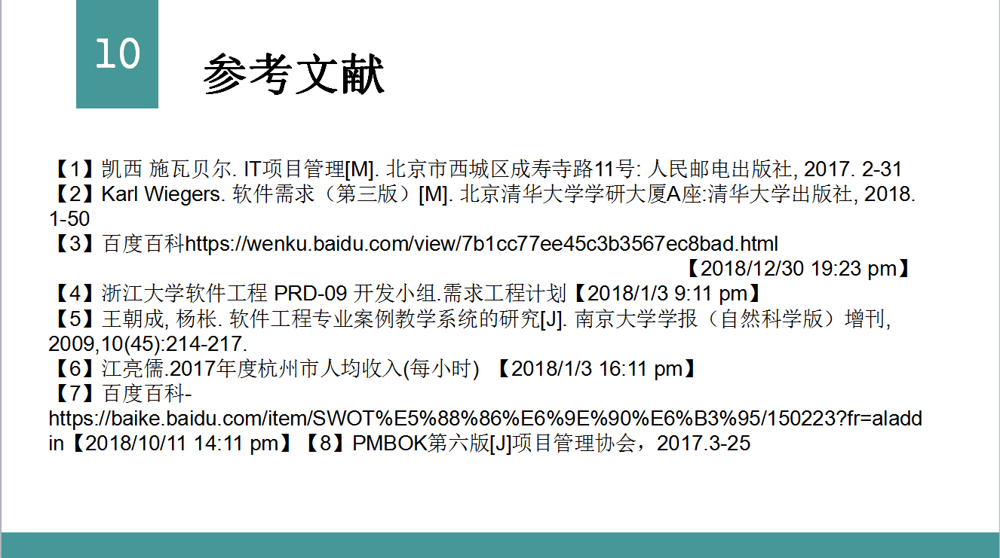 10
参考文献
【1】凯西 施瓦贝尔. IT项目管理[M]. 北京市西城区成寿寺路11号: 人民邮电出版社, 2017. 2-31
【2】Karl Wiegers. 软件需求（第三版）[M]. 北京清华大学学研大厦A座:清华大学出版社, 2018.
1-50
【3】百度百科https://wenku.baidu.com/view/7b1cc77ee45c3b3567ec8bad.html
【2018/12/30 19:23 pm】
【4】浙江大学软件工程 PRD-09 开发小组.需求工程计划【2018/1/3 9:11 pm】
【5】王朝成, 杨枨. 软件工程专业案例教学系统的研究[J]. 南京大学学报（自然科学版）增刊,
2009,10(45):214-217.
【6】江亮儒.2017年度杭州市人均收入(每小时) 【2018/1/3 16:11 pm】
【7】百度百科-
https://baike.baidu.com/item/SWOT%E5%88%86%E6%9E%90%E6%B3%95/150223?fr=aladd
in【2018/10/11 14:11 pm】【8】PMBOK第六版[J]项目管理协会，2017.3-25